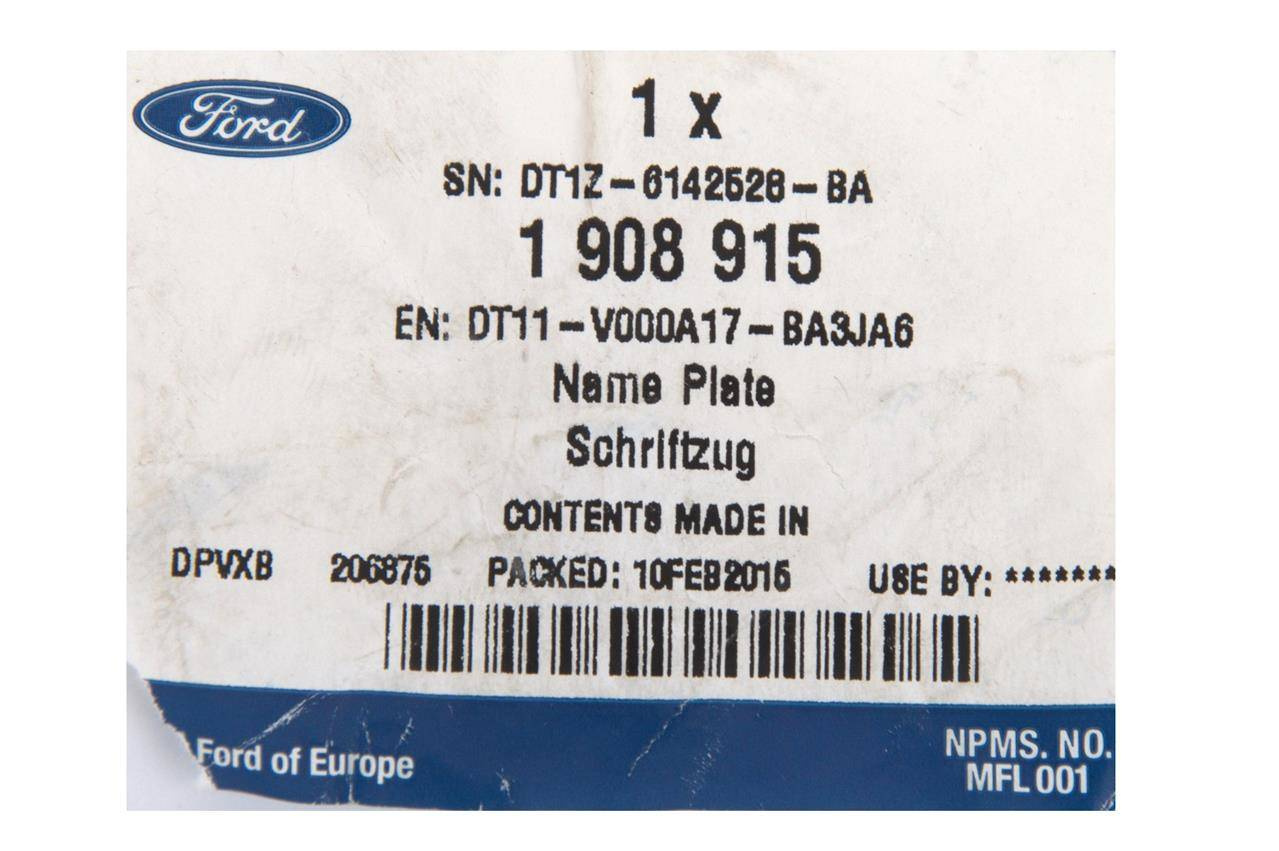 Ford
1 x
SN: DT1Z-6142528-BA
1 908 915
EN: DT11-V000A17-BA3JA6
Name Plate
Schriftzug
CONTENTS MADE IN
DPVXB 206875 PACKED: 10FEB2015 USE BY: *******
Ford of Europe
NPMS. NO.
MFL 001